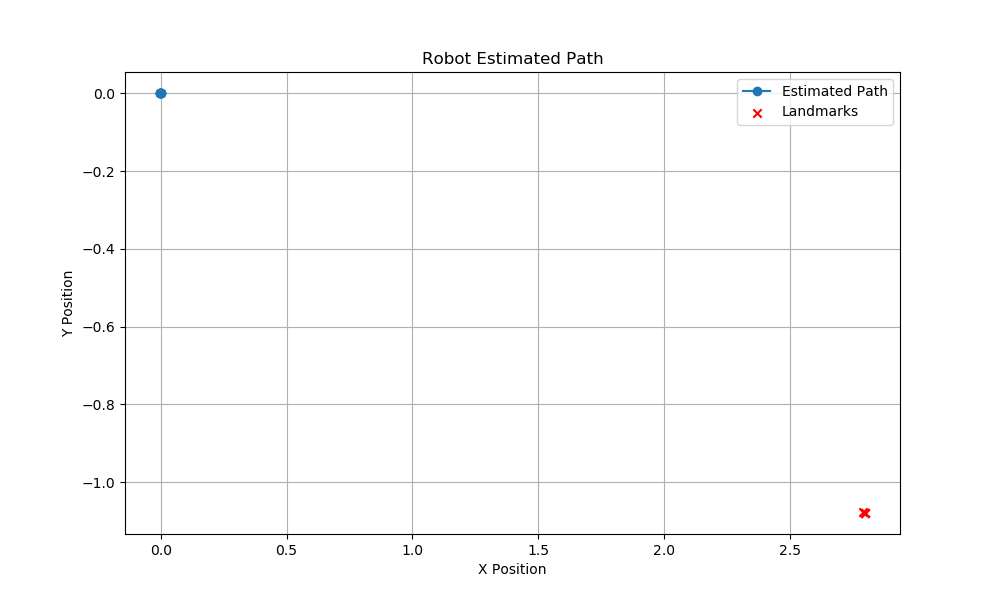 Robot Estimated Path
Estimated Path
Landmarks
0.0
−0.2
−0.4
−0.6
−0.8
−1.0
Y Position
0.0 0.5 1.0 1.5 2.0 2.5
X Position